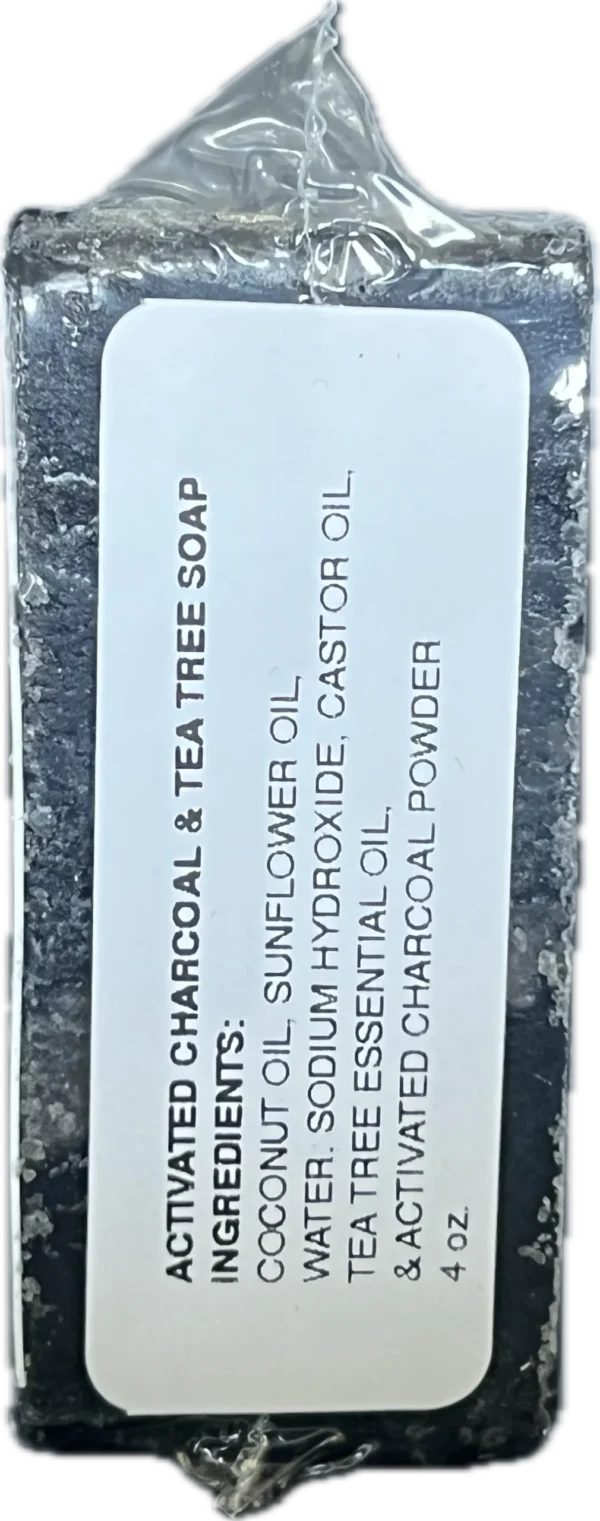 ACTIVATED CHARCOAL & TEA TREE SOAP
INGREDIENTS:
COCONUT OIL, SUNFLOWER OIL,
WATER. SODIUM HYDROXIDE, CASTOR OIL,
TEA TREE ESSENTIAL OIL,
& ACTIVATED CHARCOAL POWDER
4 OZ.